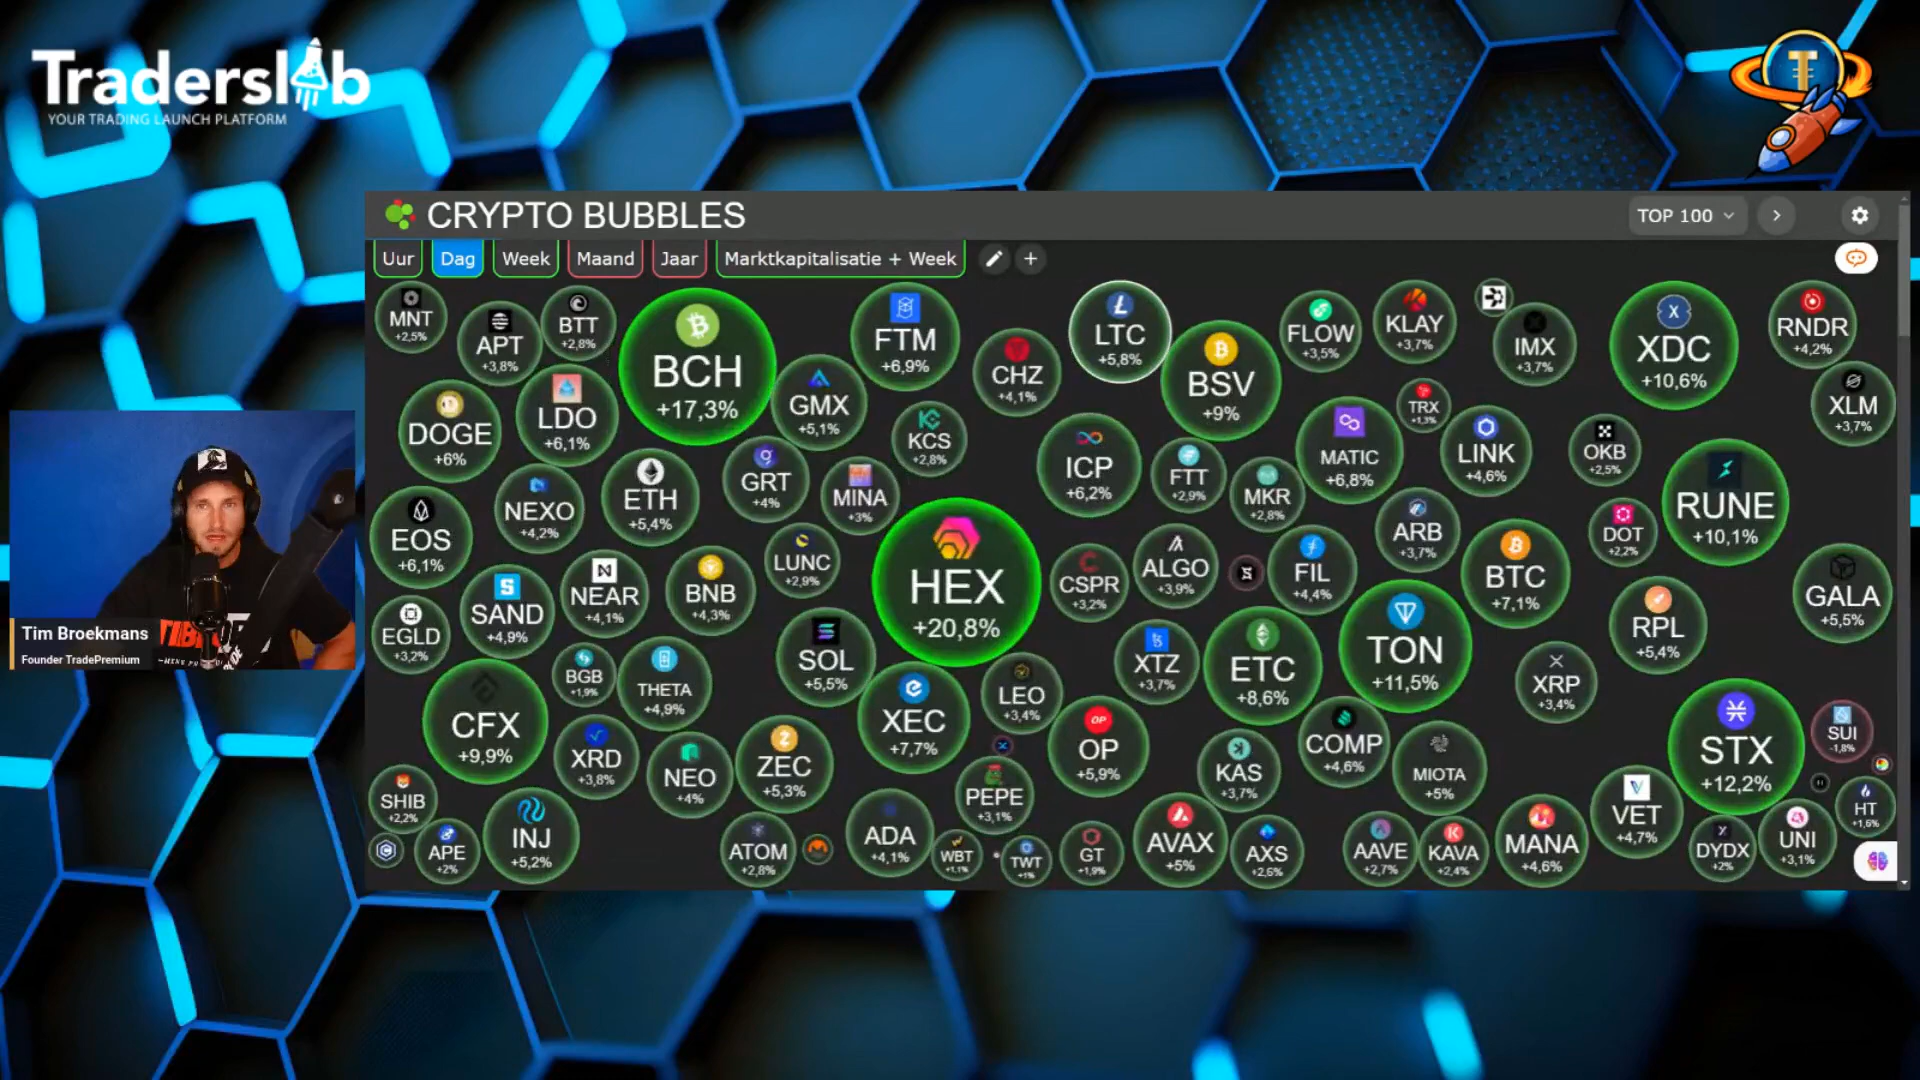 Traderslab
YOUR TRADING LAUNCH PLATFORM
CRYPTO BUBBLES
TOP 100
Uur
Dag
Week
Maand
Jaar
Marktkapitalisatie + Week
MNT
+2,5%
APT
+3,8%
BTT
+2,8%
BCH
+17,3%
FTM
+6,9%
LTC
+5,8%
FLOW
+3,5%
KLAY
+3,7%
IMX
+3,7%
XDC
+10,6%
RNDR
+4,2%
DOGE
+6%
LDO
+6,1%
GMX
+5,1%
CHZ
+4,1%
BSV
+9%
TRX
+1,3%
XLM
+3,7%
KCS
+2,8%
ICP
+6,2%
MATIC
+6,8%
LINK
+4,6%
OKB
+2,5%
NEXO
+4,2%
ETH
+5,4%
GRT
+4%
MINA
+3%
FTT
+2,9%
MKR
+2,8%
RUNE
+10,1%
EOS
+6,1%
ARB
+3,7%
DOT
+2,2%
LUNC
+2,9%
HEX
+20,8%
CSPR
+3,2%
ALGO
+3,9%
FIL
+4,4%
BTC
+7,1%
SAND
+4,9%
NEAR
+4,1%
BNB
+4,3%
GALA
+5,5%
EGLD
+3,2%
RPL
+5,4%
TON
+11,5%
SOL
+5,5%
XTZ
+3,7%
ETC
+8,6%
XRP
+3,4%
BGB
+1,9%
THETA
+4,9%
LEO
+3,4%
CFX
+9,9%
XEC
+7,7%
STX
+12,2%
SUI
-1,8%
XRD
+3,8%
NEO
+4%
ZEC
+5,3%
OP
OP
+5,9%
COMP
+4,6%
KAS
+3,7%
MIOTA
+5%
SHIB
+2,2%
PEPE
+3,1%
VET
+4,7%
HT
+1,6%
INJ
+5,2%
APE
+2%
ATOM
+2,8%
ADA
+4,1%
WBT
+1,1%
TWT
+1%
GT
+1,9%
AVAX
+5%
AXS
+2,6%
AAVE
+2,7%
KAVA
+2,4%
MANA
+4,6%
DYDX
+2%
UNI
+3,1%
Tim Broekmans
Founder TradePremium